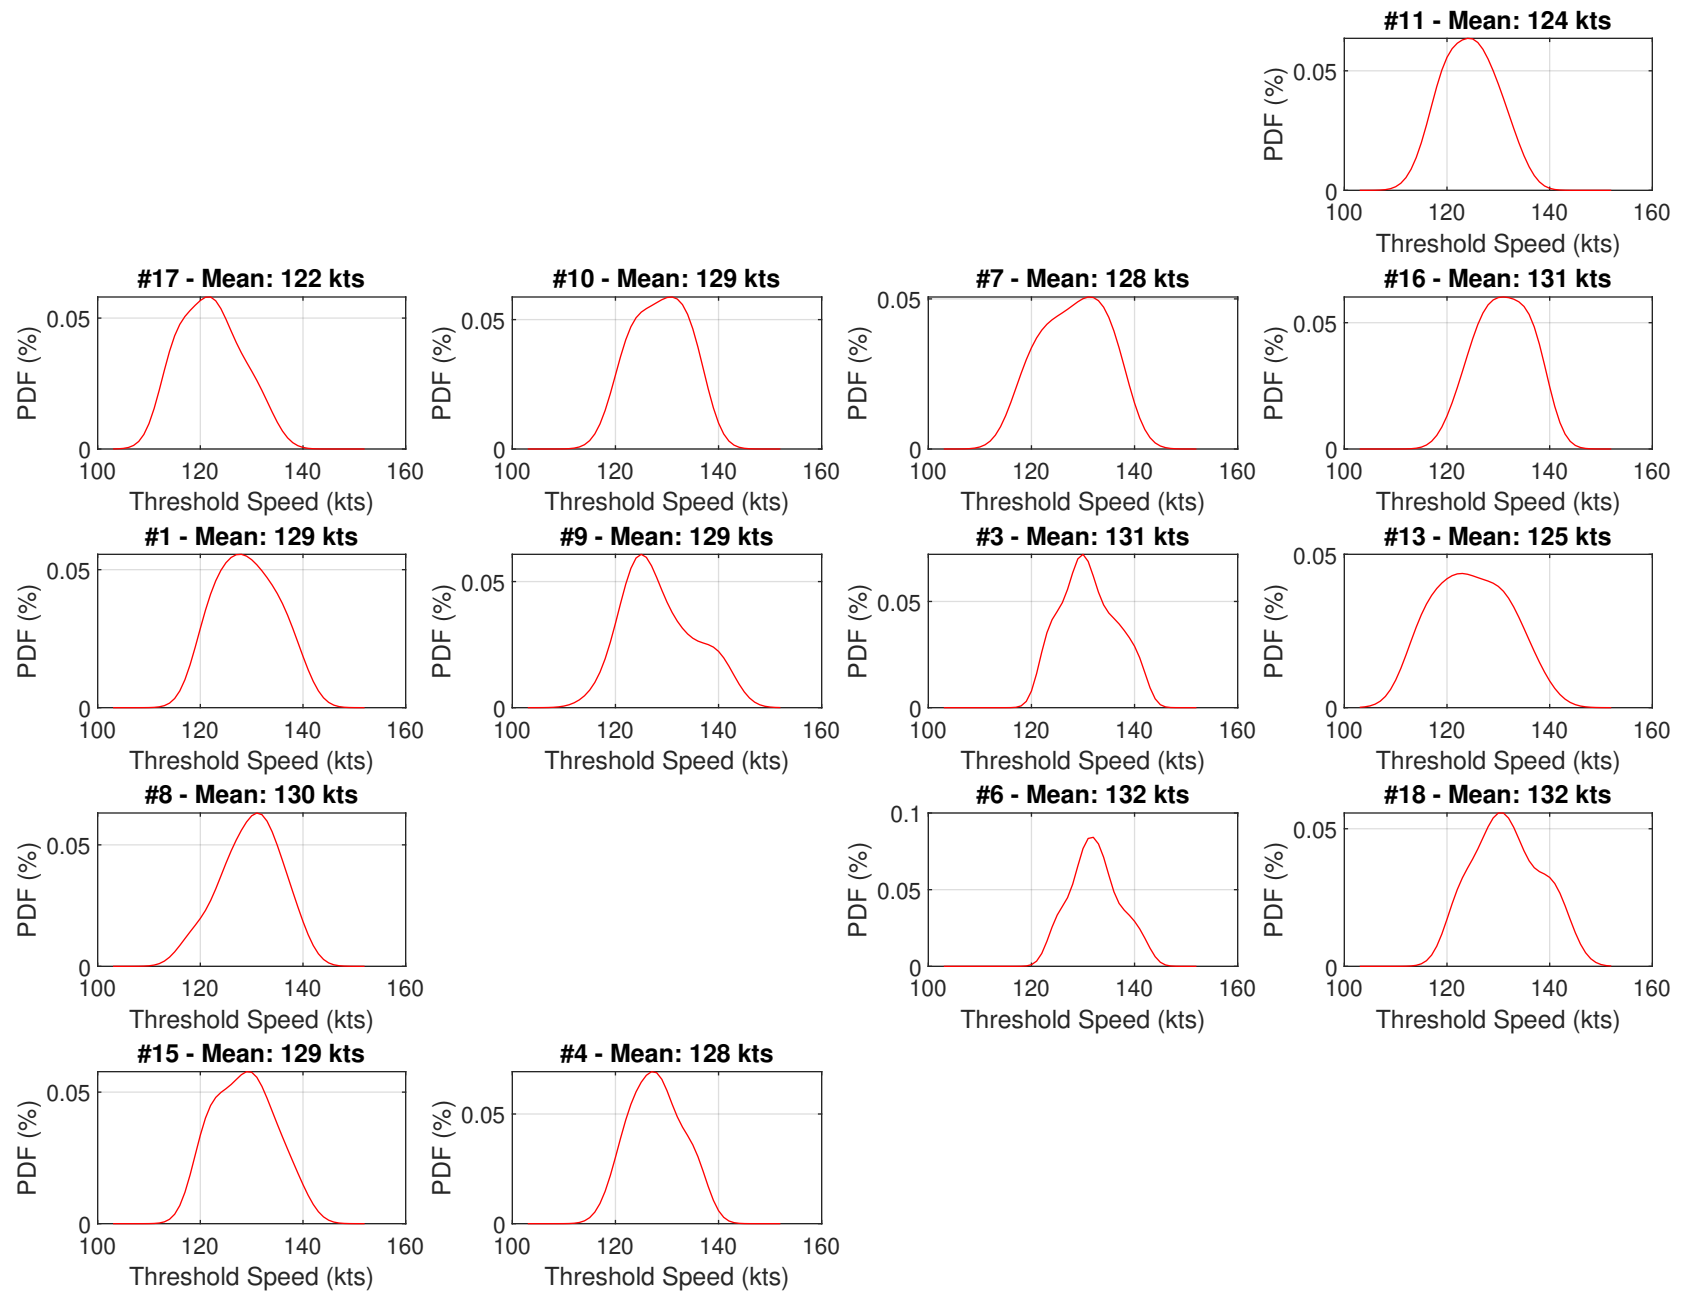 #11 - Mean: 124 kts
PDF (%)
0.05
0
100 120 140 160
Threshold Speed (kts)
#17 - Mean: 122 kts
PDF (%)
0.05
0
100 120 140 160
Threshold Speed (kts)
#10 - Mean: 129 kts
PDF (%)
0.05
0
100 120 140 160
Threshold Speed (kts)
#7 - Mean: 128 kts
PDF (%)
0.05
0
100 120 140 160
Threshold Speed (kts)
#16 - Mean: 131 kts
PDF (%)
0.05
0
100 120 140 160
Threshold Speed (kts)
#1 - Mean: 129 kts
PDF (%)
0.05
0
100 120 140 160
Threshold Speed (kts)
#9 - Mean: 129 kts
PDF (%)
0.05
0
100 120 140 160
Threshold Speed (kts)
#3 - Mean: 131 kts
PDF (%)
0.05
0
100 120 140 160
Threshold Speed (kts)
#13 - Mean: 125 kts
PDF (%)
0.05
0
100 120 140 160
Threshold Speed (kts)
#8 - Mean: 130 kts
PDF (%)
0.05
0
100 120 140 160
Threshold Speed (kts)
#6 - Mean: 132 kts
PDF (%)
0.1
0.05
0
100 120 140 160
Threshold Speed (kts)
#18 - Mean: 132 kts
PDF (%)
0.05
0
100 120 140 160
Threshold Speed (kts)
#15 - Mean: 129 kts
PDF (%)
0.05
0
100 120 140 160
Threshold Speed (kts)
#4 - Mean: 128 kts
PDF (%)
0.05
0
100 120 140 160
Threshold Speed (kts)